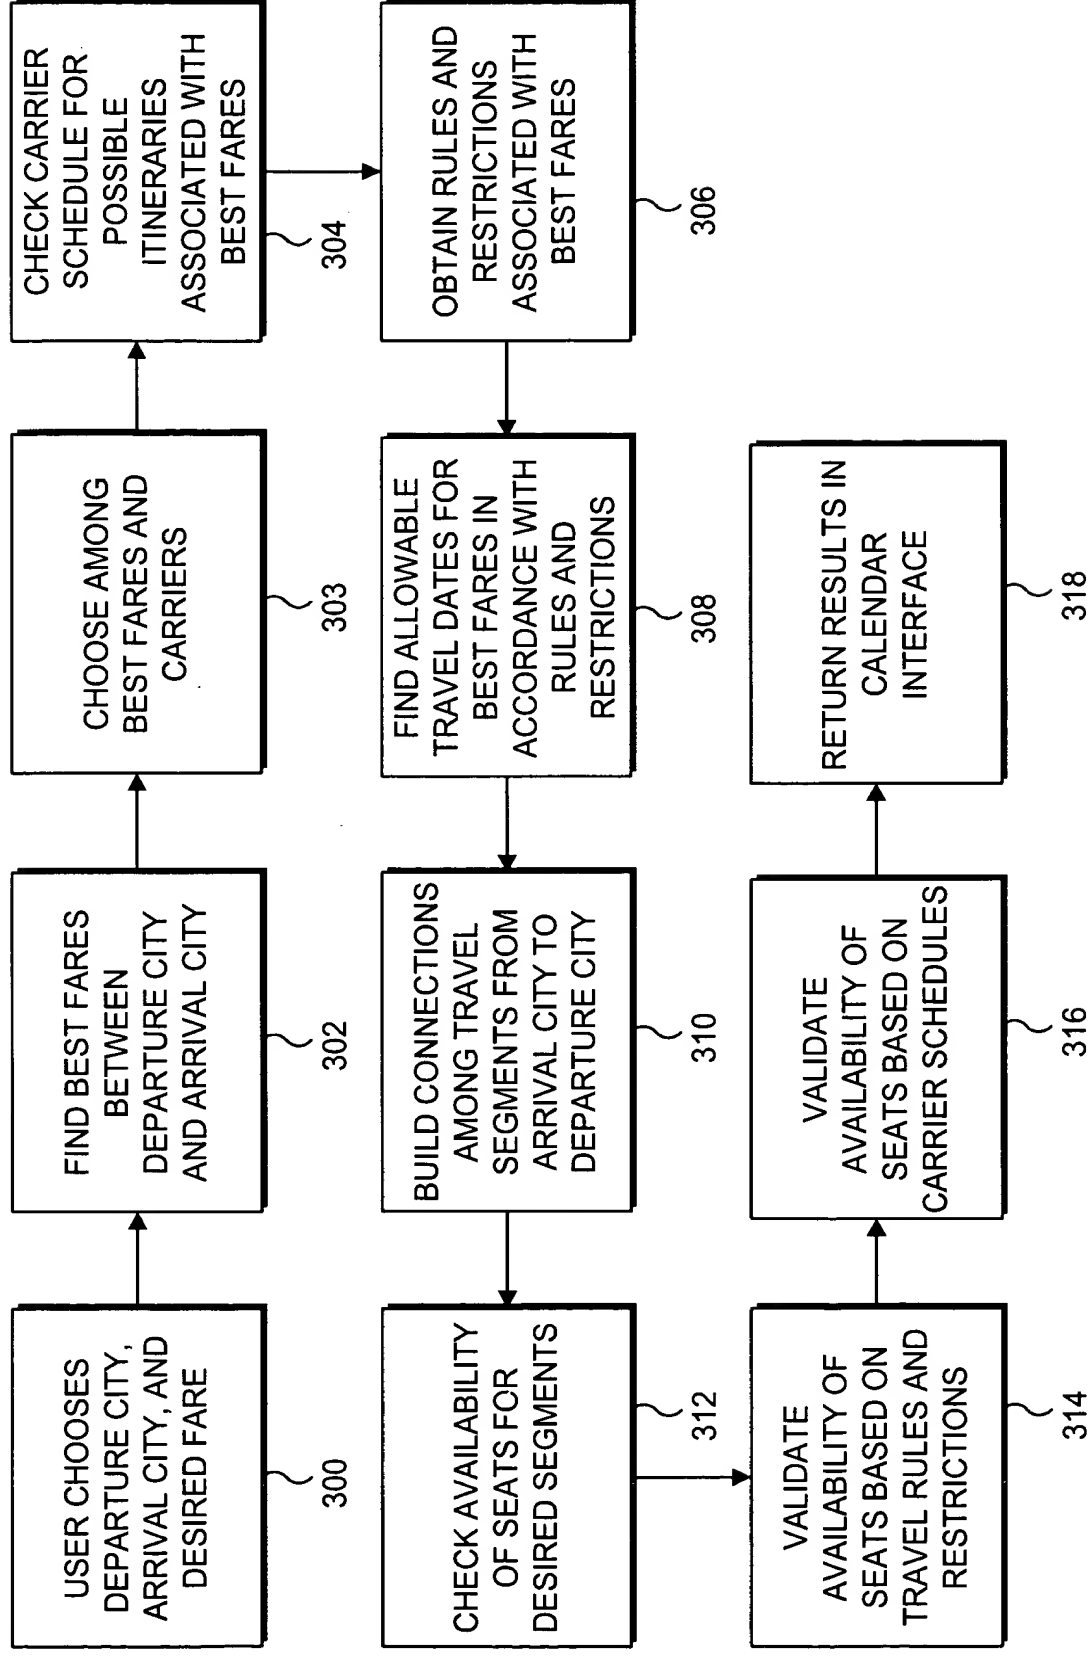 USER CHOOSES
DEPARTURE CITY,
ARRIVAL CITY, AND
DESIRED FARE
300
FIND BEST FARES
BETWEEN
DEPARTURE CITY
AND ARRIVAL CITY
302
CHOOSE AMONG
BEST FARES AND
CARRIERS
303
CHECK CARRIER
SCHEDULE FOR
POSSIBLE
ITINERARIES
ASSOCIATED WITH
BEST FARES
304
OBTAIN RULES AND
RESTRICTIONS
ASSOCIATED WITH
BEST FARES
306
FIND ALLOWABLE
TRAVEL DATES FOR
BEST FARES IN
ACCORDANCE WITH
RULES AND
RESTRICTIONS
308
BUILD CONNECTIONS
AMONG TRAVEL
SEGMENTS FROM
ARRIVAL CITY TO
DEPARTURE CITY
310
CHECK AVAILABILITY
OF SEATS FOR
DESIRED SEGMENTS
312
VALIDATE
AVAILABILITY OF
SEATS BASED ON
TRAVEL RULES AND
RESTRICTIONS
314
VALIDATE
AVAILABILITY OF
SEATS BASED ON
CARRIER SCHEDULES
316
RETURN RESULTS IN
CALENDAR
INTERFACE
318